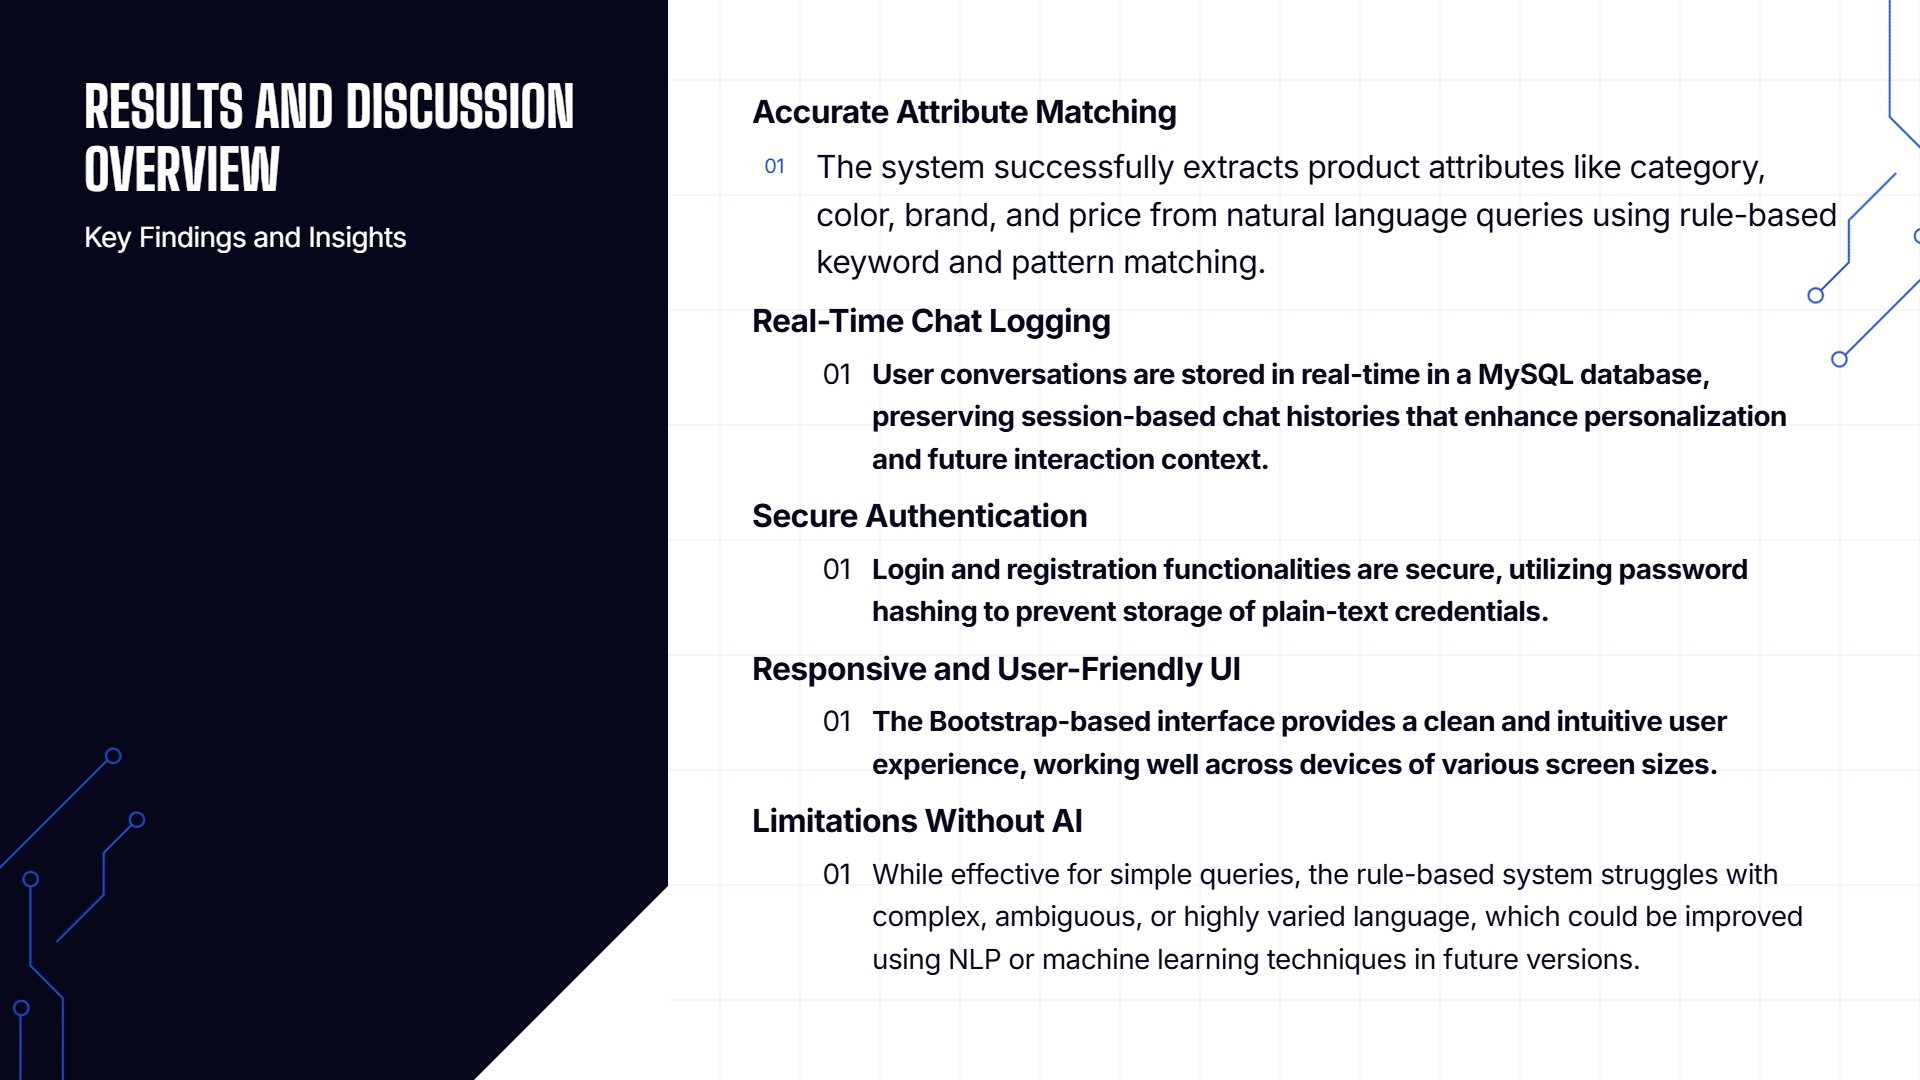 RESULTS AND DISCUSSION
OVERVIEW
Key Findings and Insights
Accurate Attribute Matching
01 The system successfully extracts product attributes like category,
color, brand, and price from natural language queries using rule-based
keyword and pattern matching.
Real-Time Chat Logging
01 User conversations are stored in real-time in a MySQL database,
preserving session-based chat histories that enhance personalization
and future interaction context.
Secure Authentication
01 Login and registration functionalities are secure, utilizing password
hashing to prevent storage of plain-text credentials.
Responsive and User-Friendly UI
01 The Bootstrap-based interface provides a clean and intuitive user
experience, working well across devices of various screen sizes.
Limitations Without AI
01 While effective for simple queries, the rule-based system struggles with
complex, ambiguous, or highly varied language, which could be improved
using NLP or machine learning techniques in future versions.